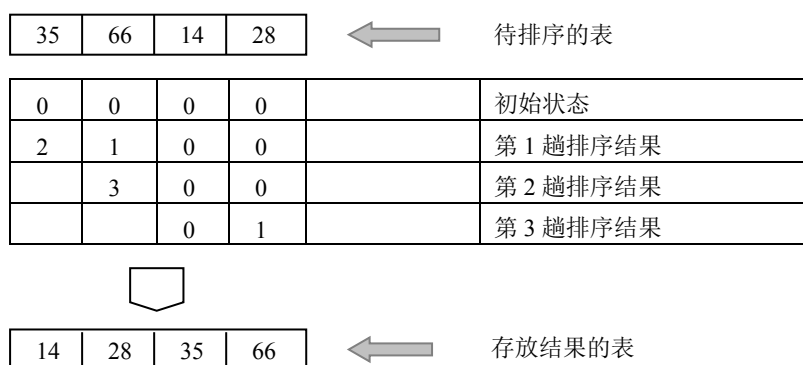 35 66 14 28 待排序的表
0 0 0 0 初始状态
2 1 0 0 第 1 趟排序结果
3 0 0 第 2 趟排序结果
0 1 第 3 趟排序结果
14 28 35 66 存放结果的表